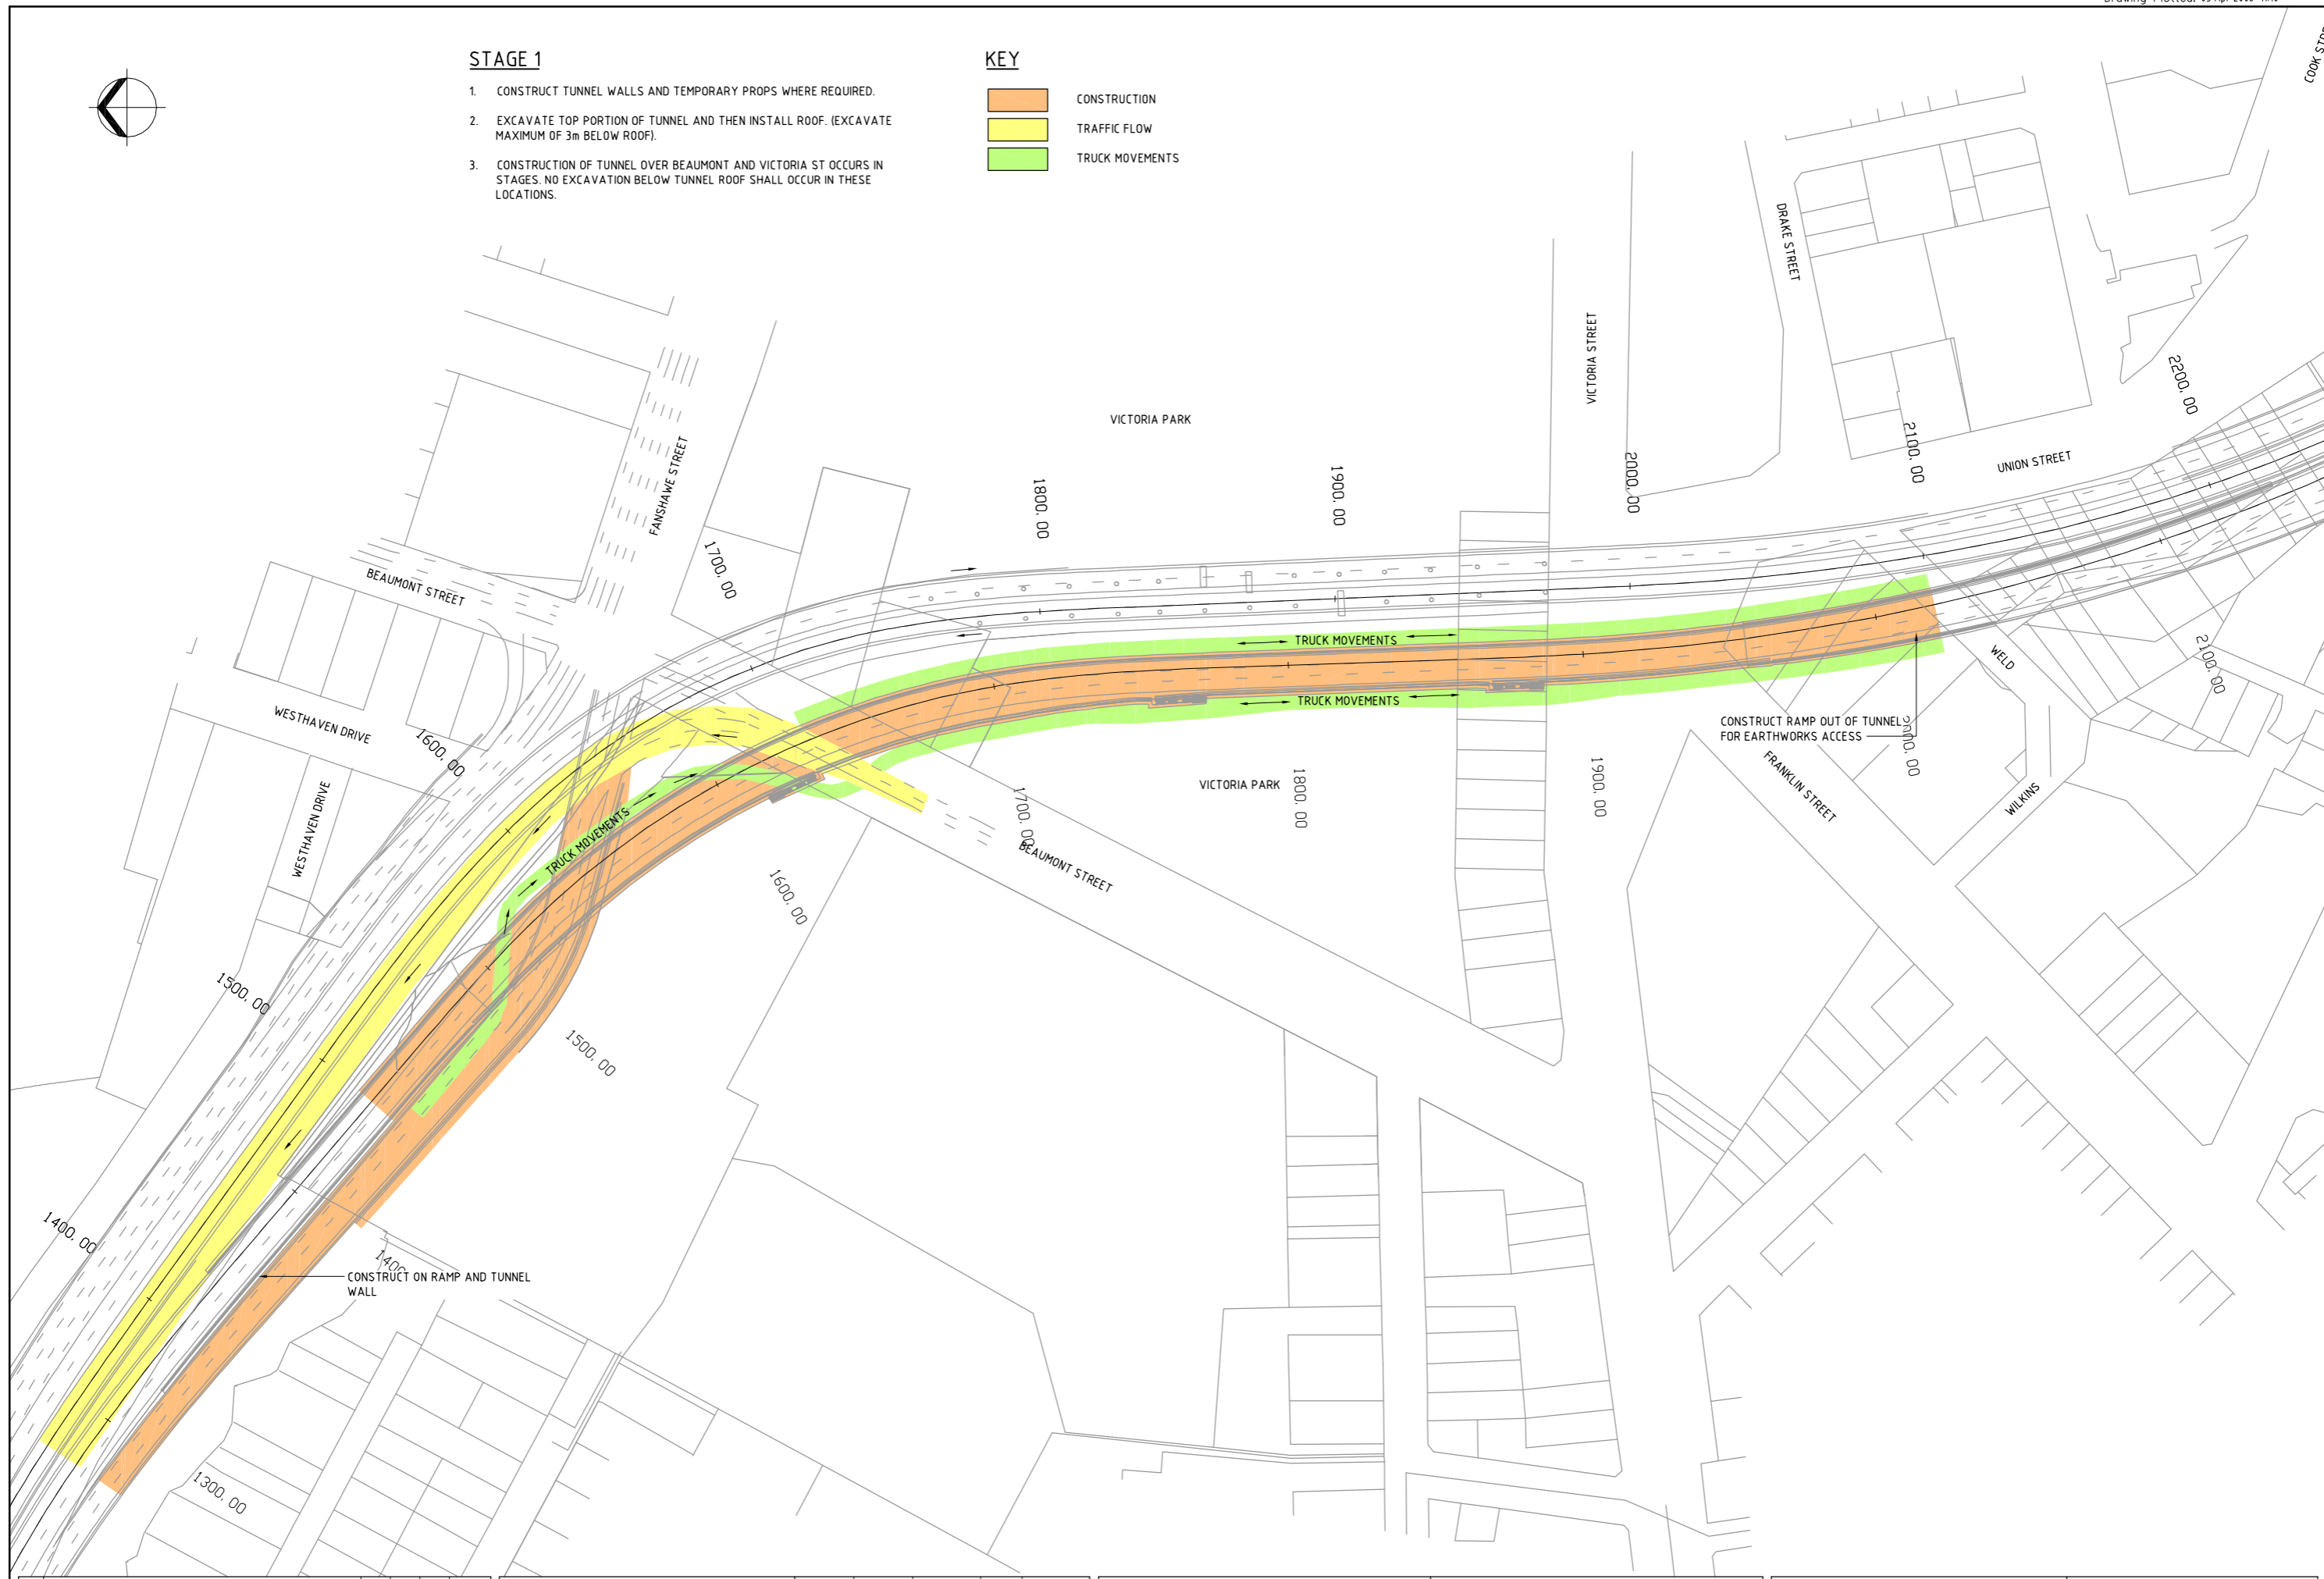 STAGE 1
1. CONSTRUCT TUNNEL WALLS AND TEMPORARY PROPS WHERE REQUIRED.
2. EXCAVATE TOP PORTION OF TUNNEL AND THEN INSTALL ROOF. (EXCAVATE
MAXIMUM OF 3m BELOW ROOF).
3. CONSTRUCTION OF TUNNEL OVER BEAUMONT AND VICTORIA ST OCCURS IN
STAGES. NO EXCAVATION BELOW TUNNEL ROOF SHALL OCCUR IN THESE
LOCATIONS.
KEY
CONSTRUCTION
TRAFFIC FLOW
TRUCK MOVEMENTS
DRAKE STREET
VICTORIA STREET
VICTORIA PARK
FANSHAWE STREET
2200.00
2100.00
UNION STREET
2000.00
1900.00
1800.00
1700.00
BEAUMONT STREET
TRUCK MOVEMENTS
TRUCK MOVEMENTS
WELD
2100.00
WESTHAVEN DRIVE
1600.00
CONSTRUCT RAMP OUT OF TUNNEL
FOR EARTHWORKS ACCESS
FRANKLIN STREET
VICTORIA PARK
1900.00
1800.00
1700.00
WILKINS
WESTHAVEN DRIVE
TRUCK MOVEMENTS
BEAUMONT STREET
1600.00
1500.00
1500.00
1400.00
CONSTRUCT ON RAMP AND TUNNEL
WALL
1300.00